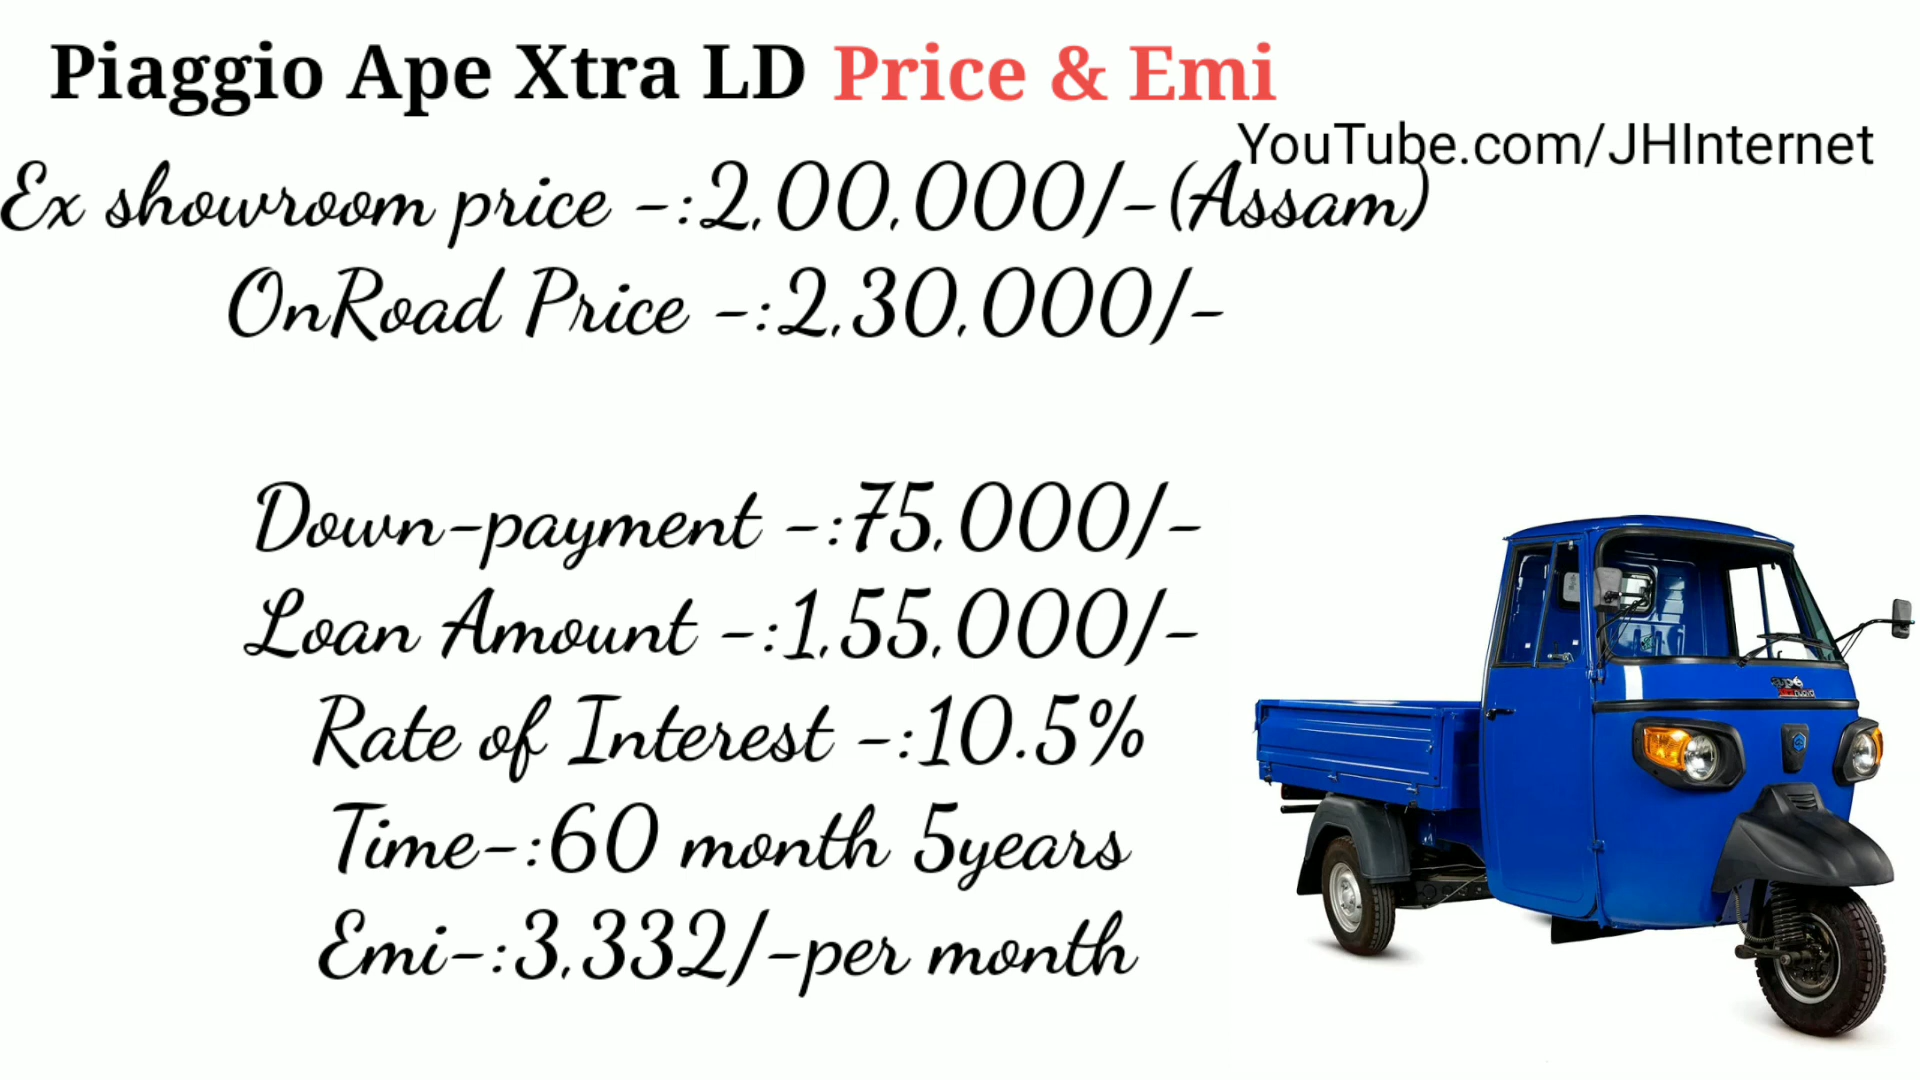 Piaggio Ape Xtra LD Price & Emi
YouTube.com/JHInternet
Ex showroom price -:2,00,000/-(Assam)
OnRoad Price -:2,30,000/-
Down-payment -:75,000/-
Loan Amount -:1,55,000/-
Rate of Interest -:10.5%
Time-:60 month 5years
Emi-:3,332/-per month
ape